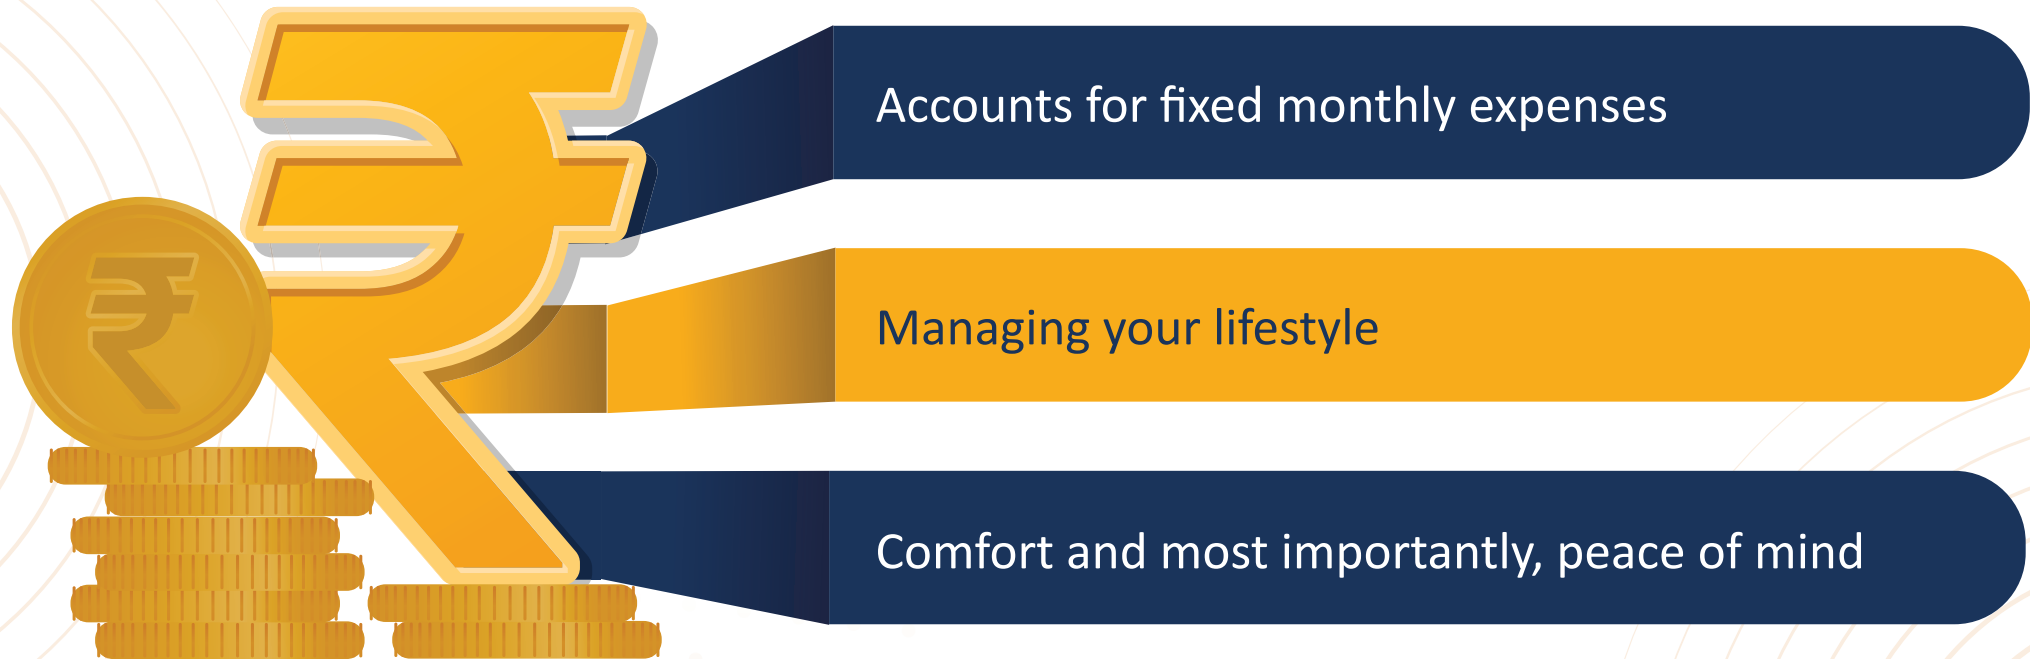 Accounts for fixed monthly expenses
Managing your lifestyle
Comfort and most importantly, peace of mind